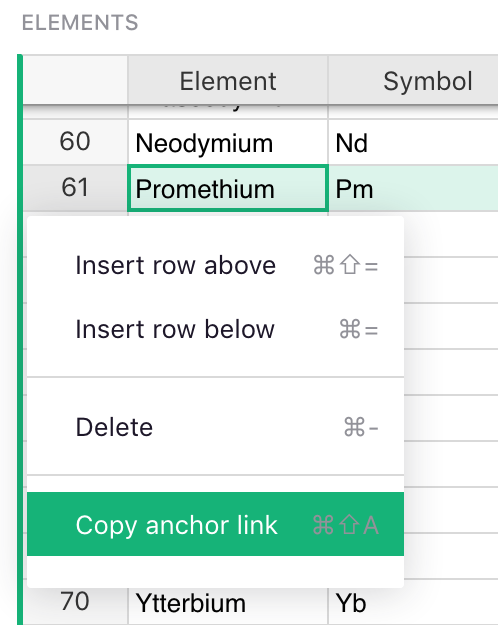 ELEMENTS
Element Symbol
60 Neodymium Nd
61 Promethium Pm
Insert row above ⌘⇧=
Insert row below ⌘=
Delete ⌘-
Copy anchor link ⌘⇧A
70 Ytterbium Yb